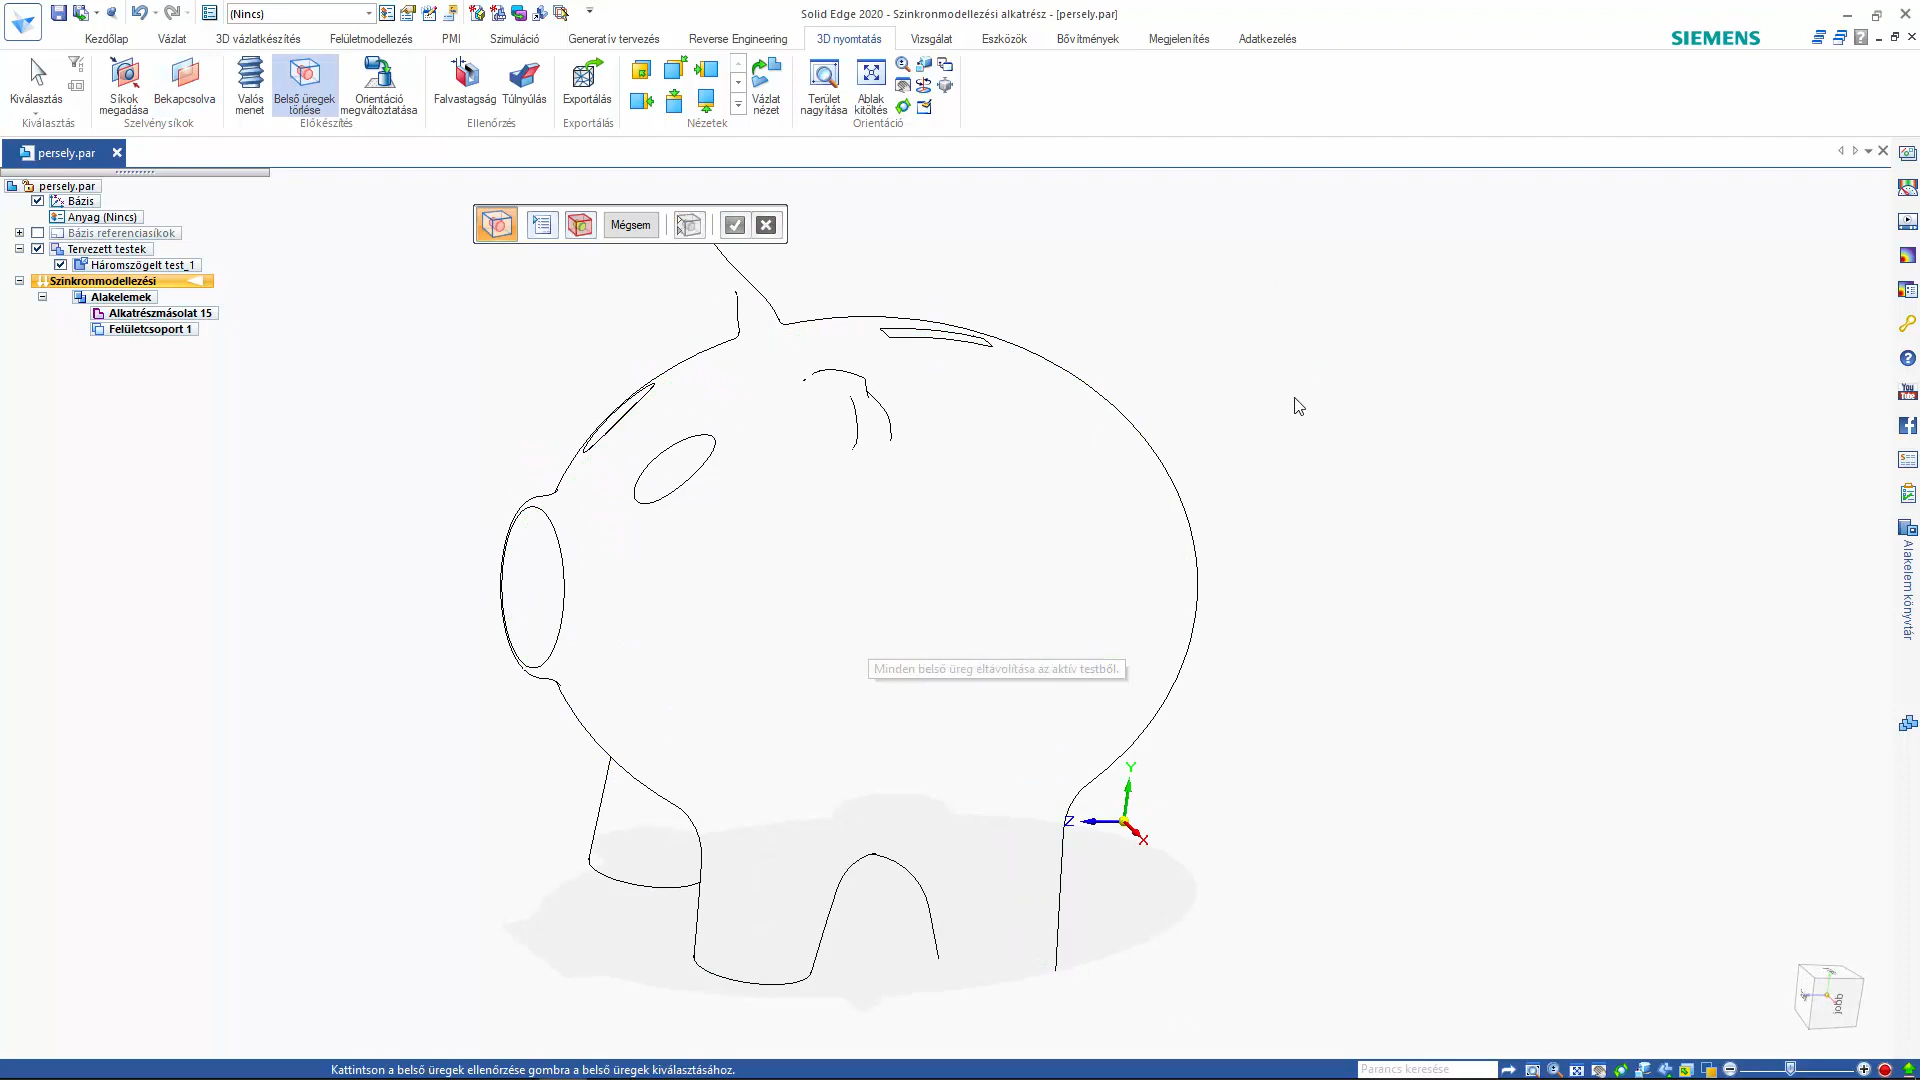 (Nincs)
Solid Edge 2020 - Szinkronmodellezési alkatrész - [persely.par]
Kezdőlap Vázlat 3D vázlatkészítés Felületmodellezés PMI Szimuláció Generatív tervezés Reverse Engineering 3D nyomtatás Vizsgálat Eszközök Bővítmények Megjelenítés Adatkezelés
SIEMENS
Kiválasztás
Síkok megadása
Bekapcsolva
Valós menet
Belső üregek törlése
Orientáció megváltoztatása
Falvastagság
Túlnyúlás
Exportálás
Vázlat nézet
Terület nagyítása
Ablak kitöltés
Kiválasztás Szelvény síkok Előkészítés Ellenőrzés Exportálás Nézetek Orientáció
persely.par
persely.par
Bázis
Anyag (Nincs)
Bázis referenciasíkok
Tervezett testek
Háromszögelt test_1
Szinkronmodellezési
Alakelemek
Alkatrészmásolat 15
Felületcsoport 1
Mégsem
Minden belső üreg eltávolítása az aktív testből.
Y
Z
X
You
Tube
Alakelem könyvtár
Kattintson a belső üregek ellenőrzése gombra a belső üregek kiválasztásához.
Parancs keresése